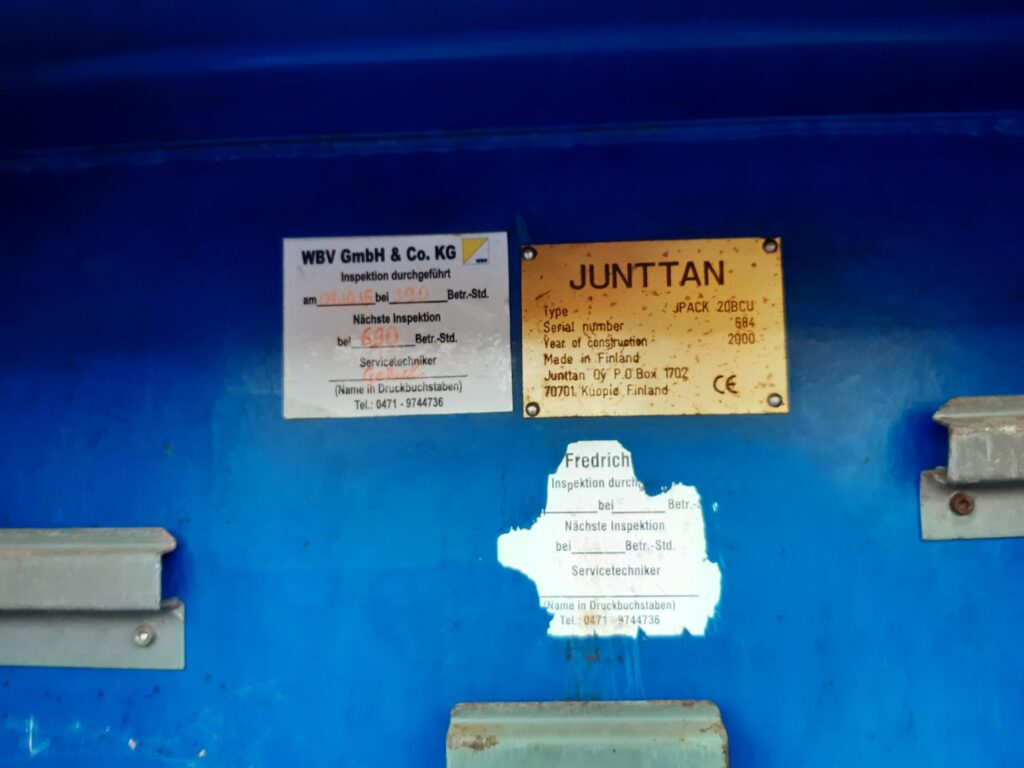 WBV GmbH & Co. KG
Inspektion durchgeführt
am bei 390 Betr.-Std.
Nächste Inspektion
bei 690 Betr.-Std.
Servicetechniker
(Name in Druckbuchstaben)
Tel.: 0471 - 9744736
JUNTTAN
Type JPACK 20BCU
Serial number 684
Year of construction 2000
Made in Finland
Junttan Oy P.O.Box 1702
70701 Kuopio Finland
CE
Fredrich
Inspektion durchg
bei Betr.-S
Nächste Inspektion
bei Betr.-Std.
Servicetechniker
(Name in Druckbuchstaben)
Tel.: 0471 - 9744736